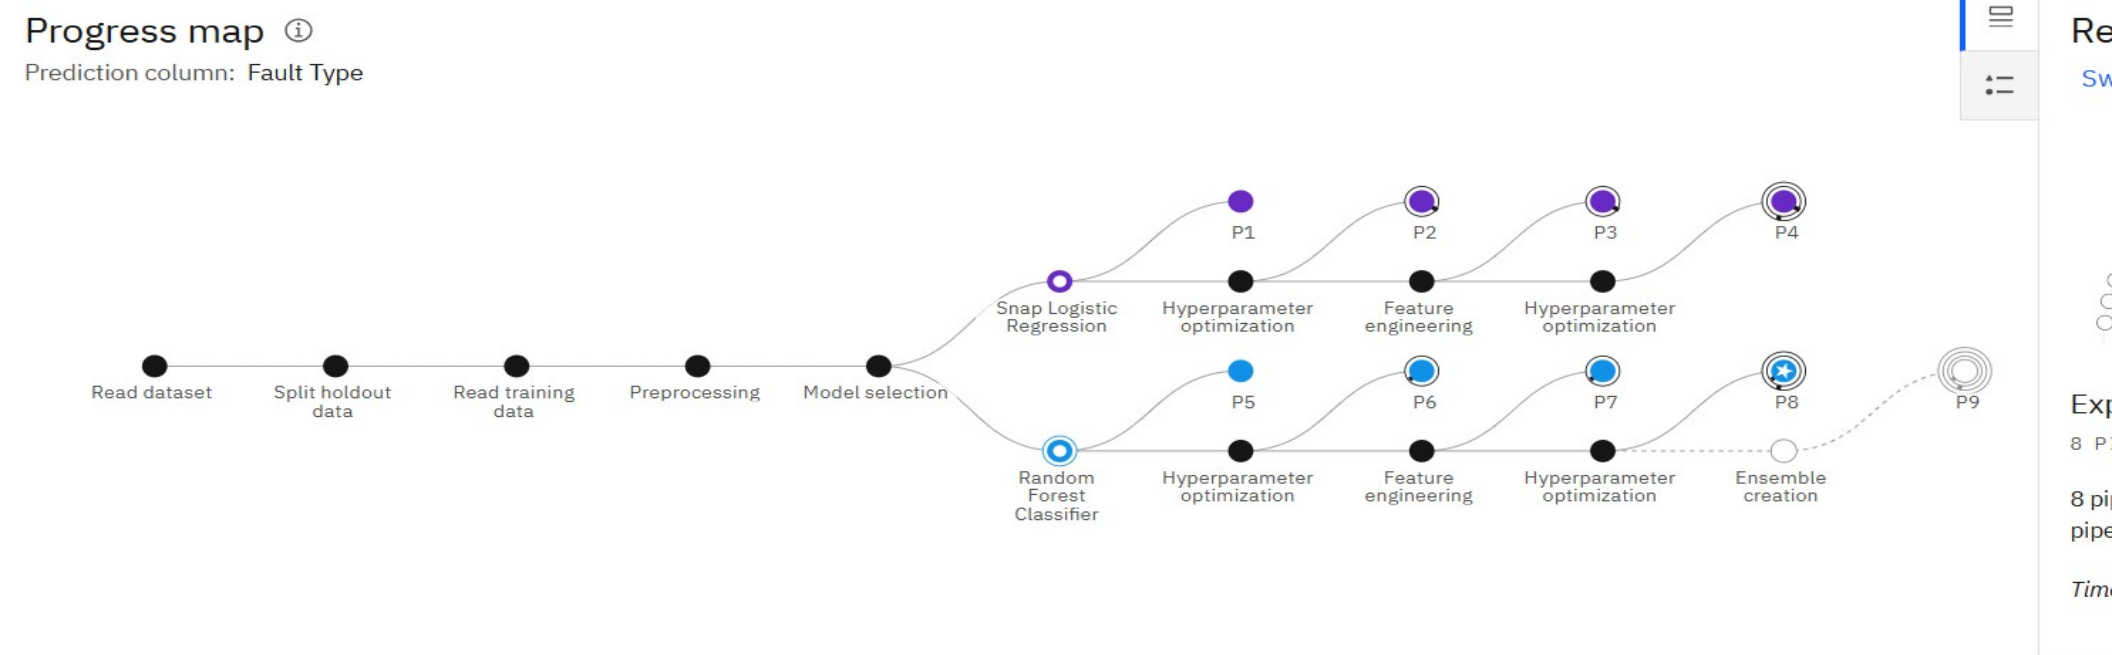 Progress map
Prediction column: Fault Type
Re
Sw
P1
P2
P3
P4
Snap Logistic
Regression
Hyperparameter
optimization
Feature
engineering
Hyperparameter
optimization
Read dataset
Split holdout
data
Read training
data
Preprocessing
Model selection
P5
P6
P7
P8
P9
Random
Forest
Classifier
Hyperparameter
optimization
Feature
engineering
Hyperparameter
optimization
Ensemble
creation
Exp
8 P
8 pi
pipe
Time